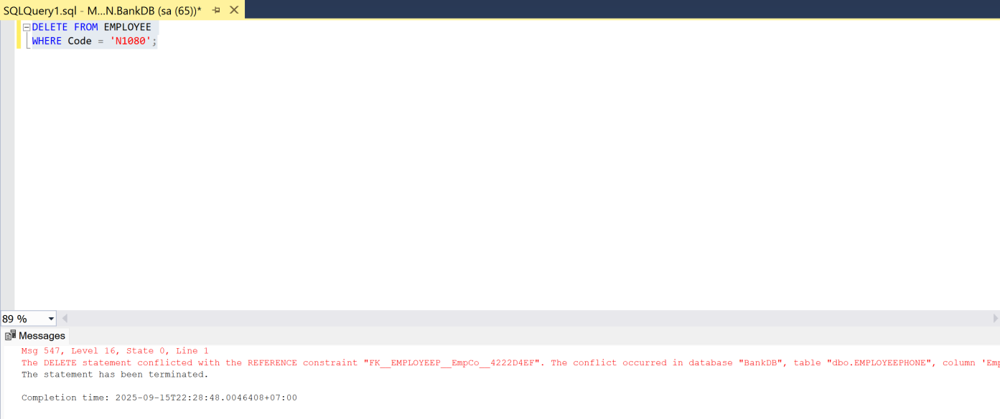 SQLQuery1.sql - M...N.BankDB (sa (65))*
DELETE FROM EMPLOYEE
WHERE Code = 'N1080';
89 %
Messages
Msg 547, Level 16, State 0, Line 1
The DELETE statement conflicted with the REFERENCE constraint "FK__EMPLOYEEP__EmpCo__4222D4EF". The conflict occurred in database "BankDB", table "dbo.EMPLOYEEPHONE", column 'Emp
The statement has been terminated.
Completion time: 2025-09-15T22:28:48.0046408+07:00